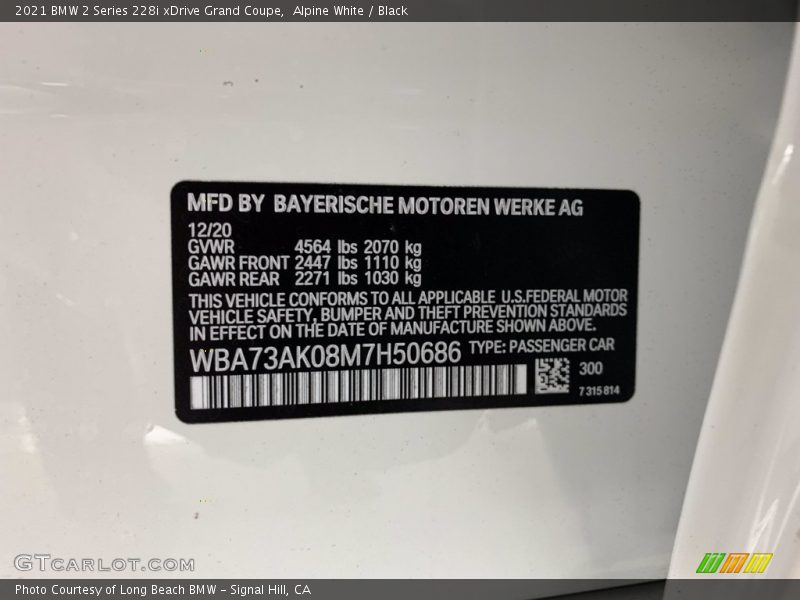 2021 BMW 2 Series 228i xDrive Grand Coupe,  Alpine White / Black
MFD BY BAYERISCHE MOTOREN WERKE AG
12/20
GVWR 4564 lbs 2070 kg
GAWR FRONT 2447 lbs 1110 kg
GAWR REAR 2271 lbs 1030 kg
THIS VEHICLE CONFORMS TO ALL APPLICABLE U.S.FEDERAL MOTOR
VEHICLE SAFETY, BUMPER AND THEFT PREVENTION STANDARDS
IN EFFECT ON THE DATE OF MANUFACTURE SHOWN ABOVE.
WBA73AK08M7H50686 TYPE: PASSENGER CAR
300
7 315 814
GTCARLOT.COM
Photo Courtesy of Long Beach BMW - Signal Hill, CA